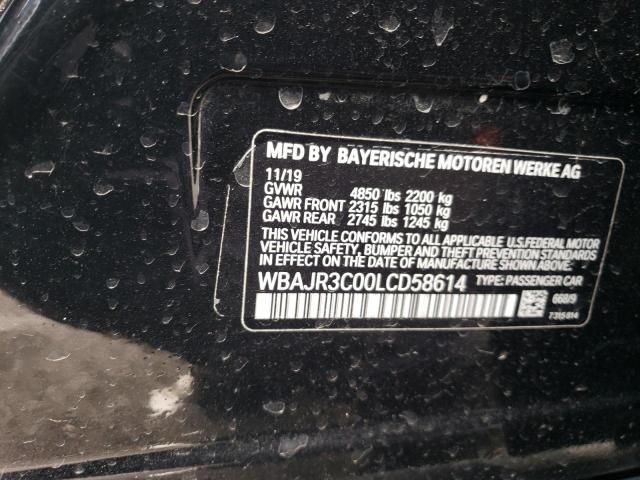 MFD BY BAYERISCHE MOTOREN WERKE AG
11/19
GVWR 4850 lbs 2200 kg
GAWR FRONT 2315 lbs 1050 kg
GAWR REAR 2745 lbs 1245 kg
THIS VEHICLE CONFORMS TO ALL APPLICABLE U.S.FEDERAL MOTOR
VEHICLE SAFETY, BUMPER AND THEFT PREVENTION STANDARDS
IN EFFECT ON THE DATE OF MANUFACTURE SHOWN ABOVE.
WBAJR3C00LCD58614 TYPE: PASSENGER CAR
668/9
7315814